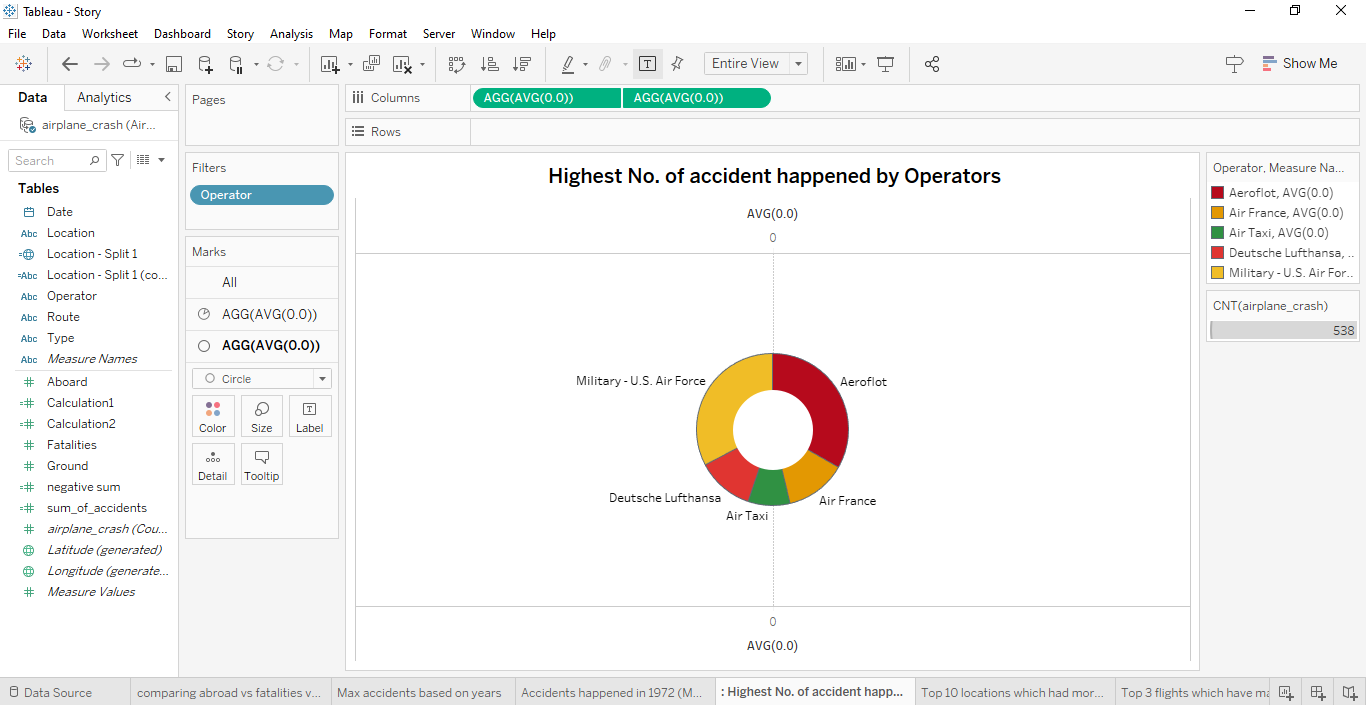 Tableau - Story
File Data Worksheet Dashboard Story Analysis Map Format Server Window Help
Entire View
Show Me
Data Analytics
airplane_crash (Air...
Search
Tables
Date
Abc Location
Location - Split 1
=Abc Location - Split 1 (co...
Abc Operator
Abc Route
Abc Type
Abc Measure Names
# Aboard
=# Calculation1
=# Calculation2
# Fatalities
# Ground
=# negative sum
=# sum_of_accidents
# airplane_crash (Cou...
Latitude (generated)
Longitude (generate...
# Measure Values
Pages
Filters
Operator
Marks
All
AGG(AVG(0.0))
AGG(AVG(0.0))
Circle
Color Size Label
Detail Tooltip
Columns AGG(AVG(0.0)) AGG(AVG(0.0))
Rows
Highest No. of accident happened by Operators
AVG(0.0)
0
Military - U.S. Air Force
Aeroflot
Deutsche Lufthansa
Air France
Air Taxi
0
AVG(0.0)
Operator, Measure Na...
Aeroflot, AVG(0.0)
Air France, AVG(0.0)
Air Taxi, AVG(0.0)
Deutsche Lufthansa, ..
Military - U.S. Air For..
CNT(airplane_crash)
538
Data Source comparing abroad vs fatalities v... Max accidents based on years Accidents happened in 1972 (M... : Highest No. of accident happ... Top 10 locations which had mor... Top 3 flights which have ma